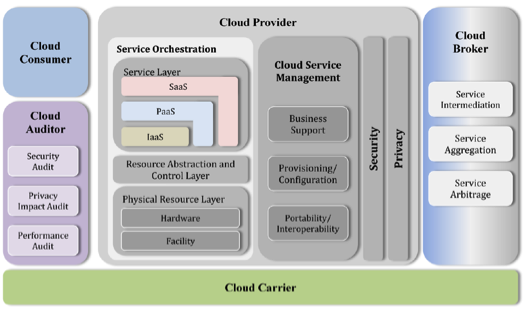 Cloud
Consumer
Cloud
Auditor
Security
Audit
Privacy
Impact Audit
Performance
Audit
Cloud Provider
Service Orchestration
Service Layer
SaaS
PaaS
IaaS
Resource Abstraction and
Control Layer
Physical Resource Layer
Hardware
Facility
Cloud Service
Management
Business
Support
Provisioning/
Configuration
Portability/
Interoperability
Security
Privacy
Cloud
Broker
Service
Intermediation
Service
Aggregation
Service
Arbitrage
Cloud Carrier